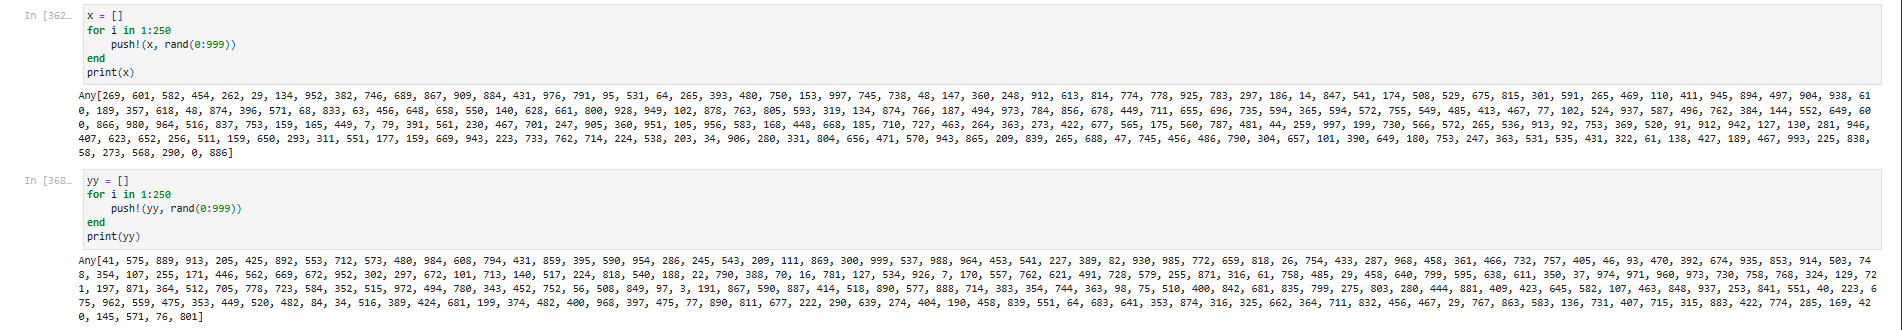 In [362…
x = []
for i in 1:250
    push!(x, rand(0:999))
end
print(x)
Any[269, 601, 582, 454, 262, 29, 134, 952, 382, 746, 689, 867, 909, 884, 431, 976, 791, 95, 531, 64, 265, 393, 480, 750, 153, 997, 745, 738, 48, 147, 360, 248, 912, 613, 814, 774, 778, 925, 783, 297, 186, 14, 847, 541, 174, 508, 529, 675, 815, 301, 591, 265, 469, 110, 411, 945, 894, 497, 904, 938, 61
0, 189, 357, 618, 48, 874, 396, 571, 68, 833, 63, 456, 648, 658, 550, 140, 628, 661, 800, 928, 949, 102, 878, 763, 805, 593, 319, 134, 874, 766, 187, 494, 973, 784, 856, 678, 449, 711, 655, 696, 735, 594, 365, 594, 572, 755, 549, 485, 413, 467, 77, 102, 524, 937, 587, 496, 762, 384, 144, 552, 649, 60
0, 866, 980, 964, 516, 837, 753, 159, 165, 449, 7, 79, 391, 561, 230, 467, 701, 247, 905, 360, 951, 105, 956, 583, 168, 448, 668, 185, 710, 727, 463, 264, 363, 273, 422, 677, 565, 175, 560, 787, 481, 44, 259, 997, 199, 730, 566, 572, 265, 536, 913, 92, 753, 369, 520, 91, 912, 942, 127, 130, 281, 946,
407, 623, 652, 256, 511, 159, 650, 293, 311, 551, 177, 159, 669, 943, 223, 733, 762, 714, 224, 538, 203, 34, 906, 280, 331, 804, 656, 471, 570, 943, 865, 209, 839, 265, 688, 47, 745, 456, 486, 790, 304, 657, 101, 390, 649, 180, 753, 247, 363, 531, 535, 431, 322, 61, 138, 427, 189, 467, 993, 225, 838,
58, 273, 568, 290, 0, 886]
In [368…
yy = []
for i in 1:250
    push!(yy, rand(0:999))
end
print(yy)
Any[41, 575, 889, 913, 205, 425, 892, 553, 712, 573, 480, 984, 608, 794, 431, 859, 395, 590, 954, 286, 245, 543, 209, 111, 869, 300, 999, 537, 988, 964, 453, 541, 227, 389, 82, 930, 985, 772, 659, 818, 26, 754, 433, 287, 968, 458, 361, 466, 732, 757, 405, 46, 93, 470, 392, 674, 935, 853, 914, 503, 74
8, 354, 107, 255, 171, 446, 562, 669, 672, 952, 302, 297, 672, 101, 713, 140, 517, 224, 818, 540, 188, 22, 790, 388, 70, 16, 781, 127, 534, 926, 7, 170, 557, 762, 621, 491, 728, 579, 255, 871, 316, 61, 758, 485, 29, 458, 640, 799, 595, 638, 611, 350, 37, 974, 971, 960, 973, 730, 758, 768, 324, 129, 72
1, 197, 871, 364, 512, 705, 778, 723, 584, 352, 515, 972, 494, 780, 343, 452, 752, 56, 508, 849, 97, 3, 191, 867, 590, 887, 414, 518, 890, 577, 888, 714, 383, 354, 744, 363, 98, 75, 510, 400, 842, 681, 835, 799, 275, 803, 280, 444, 881, 409, 423, 645, 582, 107, 463, 848, 937, 253, 841, 551, 40, 223, 6
75, 962, 559, 475, 353, 449, 520, 482, 84, 34, 516, 389, 424, 681, 199, 374, 482, 400, 968, 397, 475, 77, 890, 811, 677, 222, 290, 639, 274, 404, 190, 458, 839, 551, 64, 683, 641, 353, 874, 316, 325, 662, 364, 711, 832, 456, 467, 29, 767, 863, 583, 136, 731, 407, 715, 315, 883, 422, 774, 285, 169, 42
0, 145, 571, 76, 801]